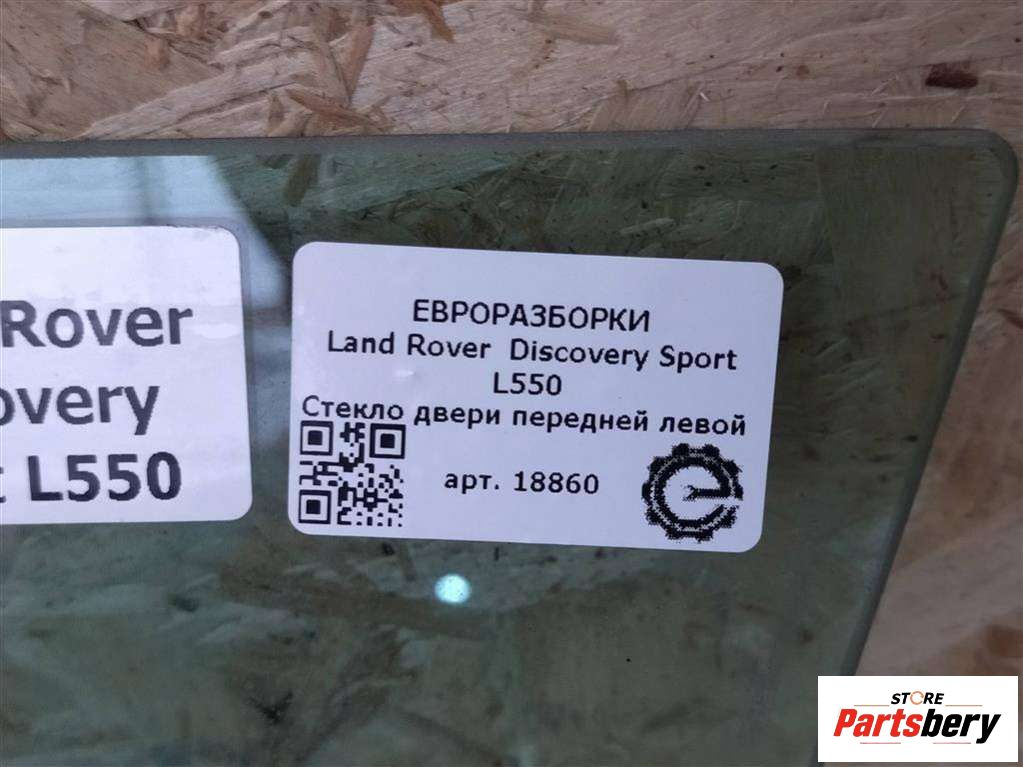 Rover
overy
L550
ЕВРОРАЗБОРКИ
Land Rover Discovery Sport
L550
Стекло двери передней левой
арт. 18860
STORE
Partsbery